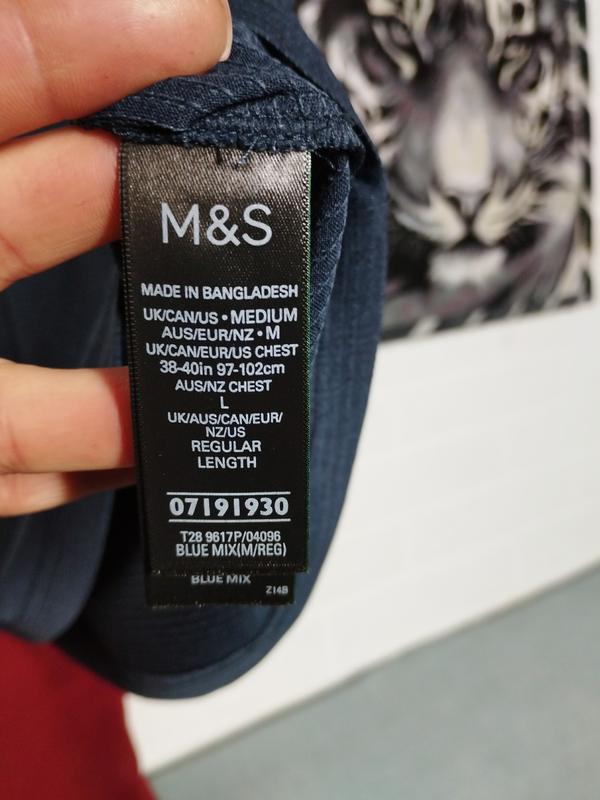 M&S
MADE IN BANGLADESH
UK/CAN/US • MEDIUM
AUS/EUR/NZ • M
UK/CAN/EUR/US CHEST
38-40in 97-102cm
AUS/NZ CHEST
L
UK/AUS/CAN/EUR/
NZ/US
REGULAR
LENGTH
07191930
T28 9617P/04096
BLUE MIX(M/REG)
BLUE MIX
Z14B